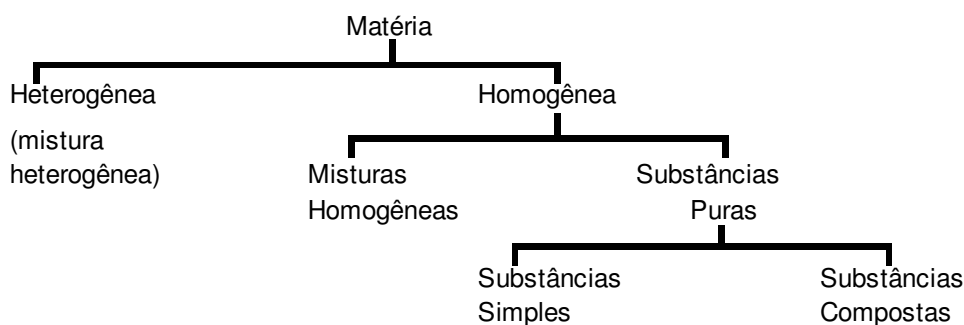 Matéria
Heterogênea
(mistura
heterogênea)
Homogênea
Misturas
Homogêneas
Substâncias
Puras
Substâncias
Simples
Substâncias
Compostas